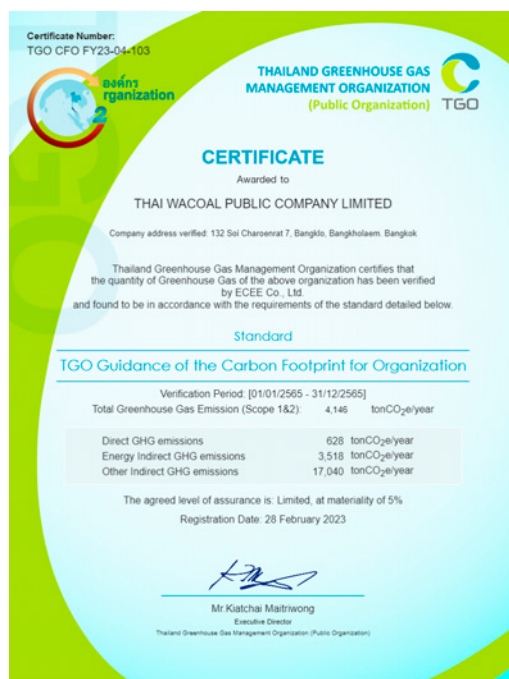 Certificate Number:
TGO CFO FY23-04-103
องค์กร
rganization
2
THAILAND GREENHOUSE GAS
MANAGEMENT ORGANIZATION
(Public Organization)
TGO
CERTIFICATE
Awarded to
THAI WACOAL PUBLIC COMPANY LIMITED
Company address verified: 132 Soi Charoenrat 7, Bangklo, Bangkholaem. Bangkok
Thailand Greenhouse Gas Management Organization certifies that
the quantity of Greenhouse Gas of the above organization has been verified
by ECEE Co., Ltd.
and found to be in accordance with the requirements of the standard detailed below.
Standard
TGO Guidance of the Carbon Footprint for Organization
Verification Period: [01/01/2565 - 31/12/2565]
Total Greenhouse Gas Emission (Scope 1&2): 4,146 tonCO2e/year
Direct GHG emissions 628 tonCO2e/year
Energy Indirect GHG emissions 3,518 tonCO2e/year
Other Indirect GHG emissions 17,040 tonCO2e/year
The agreed level of assurance is: Limited, at materiality of 5%
Registration Date: 28 February 2023
Mr.Kiatchai Maitriwong
Executive Director
Thailand Greenhouse Gas Management Organization (Public Organization)